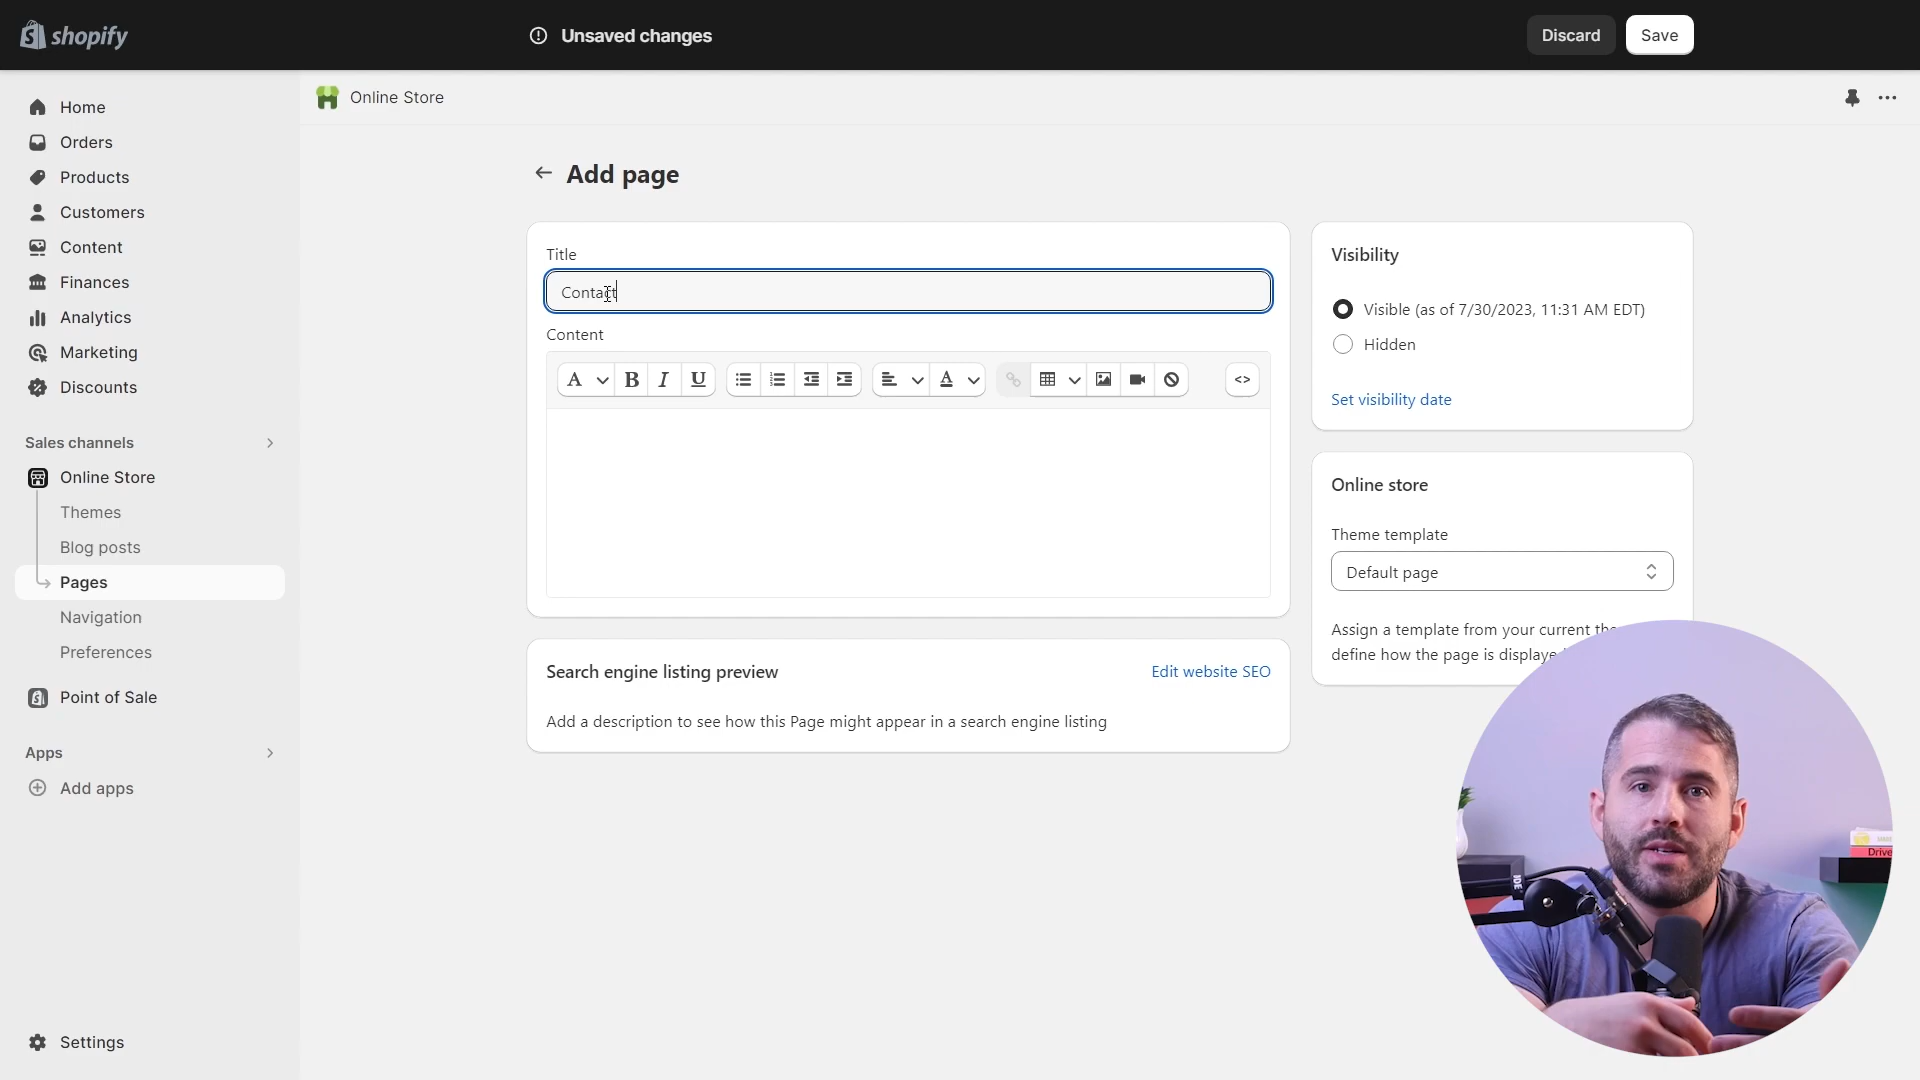 shopify
Unsaved changes
Discard
Save
Home
Orders
Products
Customers
Content
Finances
Analytics
Marketing
Discounts
Sales channels
Online Store
Themes
Blog posts
Pages
Navigation
Preferences
Point of Sale
Apps
Add apps
Settings
Online Store
Add page
Title
Contact
Content
A B I U A <>
Search engine listing preview
Edit website SEO
Add a description to see how this Page might appear in a search engine listing
Visibility
Visible (as of 7/30/2023, 11:31 AM EDT)
Hidden
Set visibility date
Online store
Theme template
Default page
Assign a template from your current
define how the page is
Drive